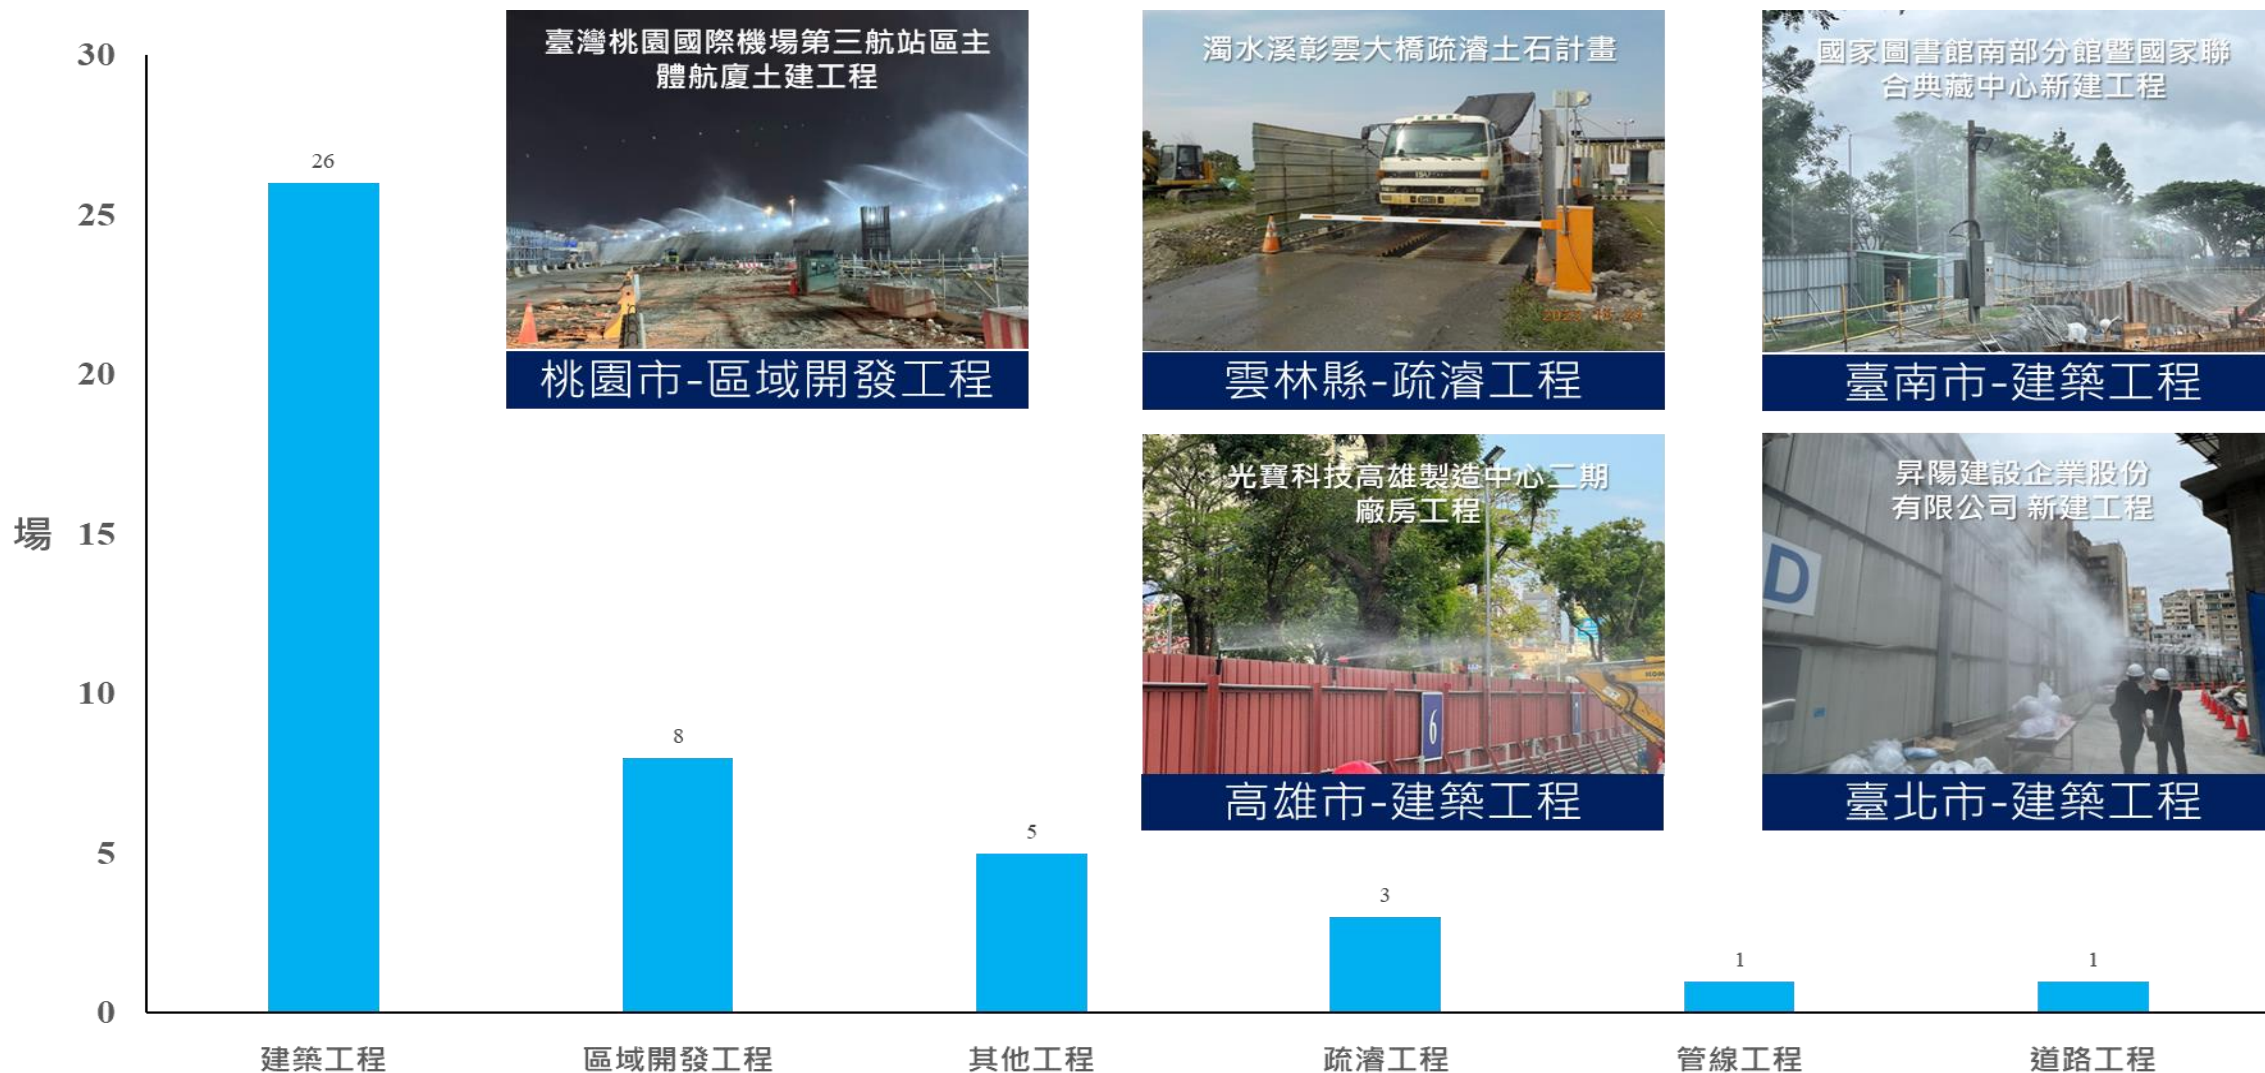 30
25
20
15
10
5
0
場
26
8
5
3
1
1
建築工程
區域開發工程
其他工程
疏濬工程
管線工程
道路工程
臺灣桃園國際機場第三航站區主
體航廈土建工程
桃園市-區域開發工程
濁水溪彰雲大橋疏濬土石計畫
雲林縣-疏濬工程
國家圖書館南部分館暨國家聯
合典藏中心新建工程
臺南市-建築工程
光寶科技高雄製造中心二期
廠房工程
6
高雄市-建築工程
昇陽建設企業股份
有限公司 新建工程
D
臺北市-建築工程